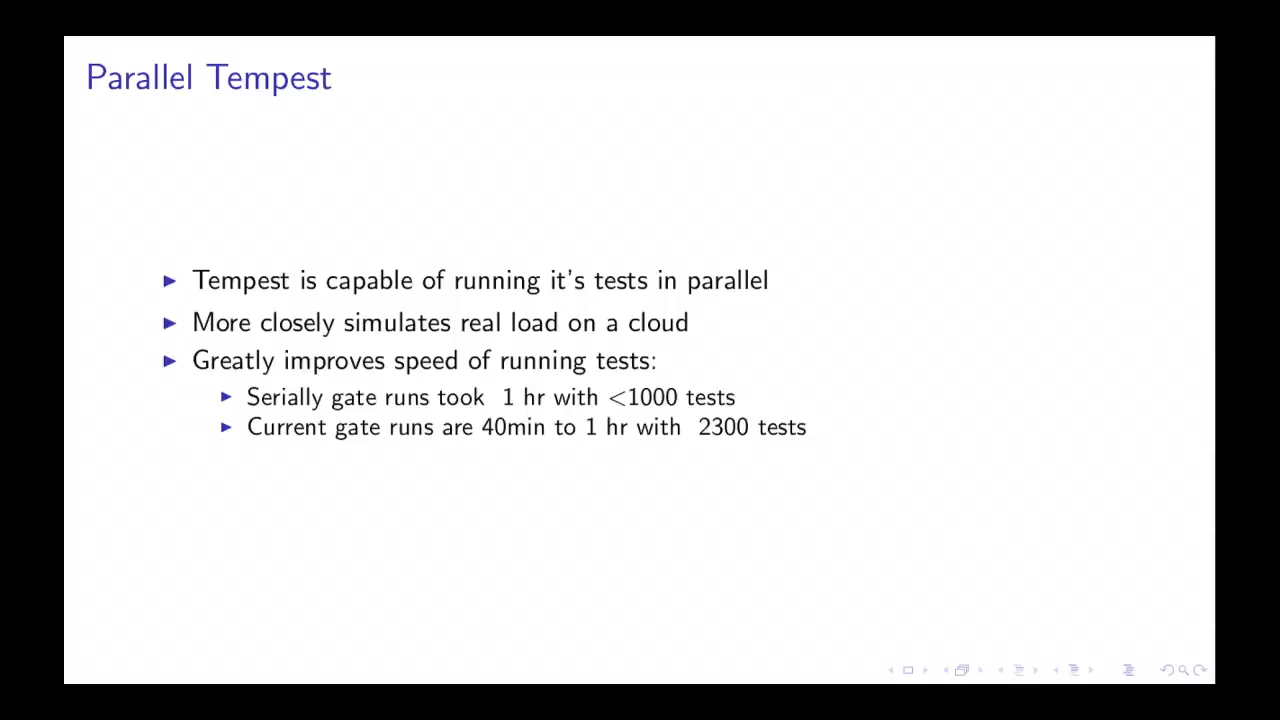 Parallel Tempest
Tempest is capable of running it's tests in parallel
More closely simulates real load on a cloud
Greatly improves speed of running tests:
Serially gate runs took 1 hr with <1000 tests
Current gate runs are 40min to 1 hr with 2300 tests